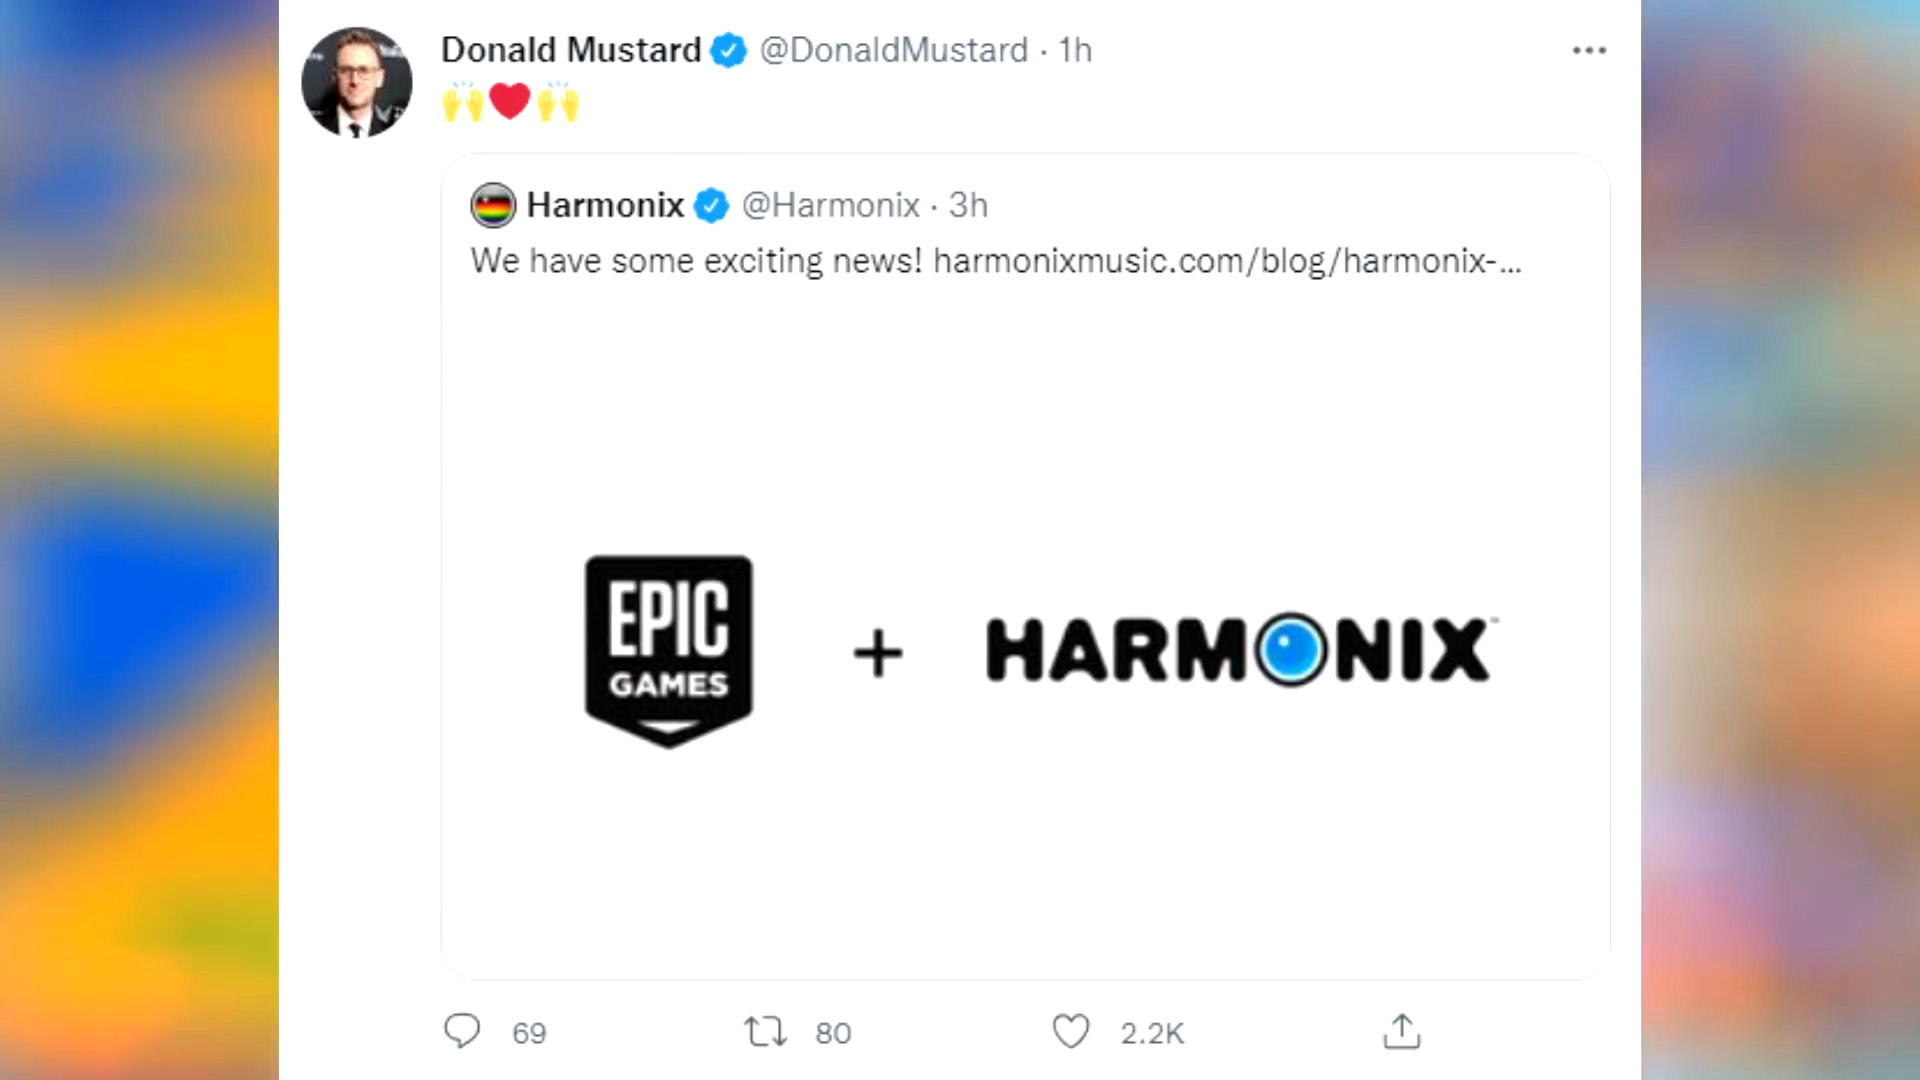 Donald Mustard @DonaldMustard · 1h
🙌❤️🙌
Harmonix @Harmonix · 3h
We have some exciting news! harmonixmusic.com/blog/harmonix-...
EPIC
GAMES
+
HARMONIX™
69 80 2.2K